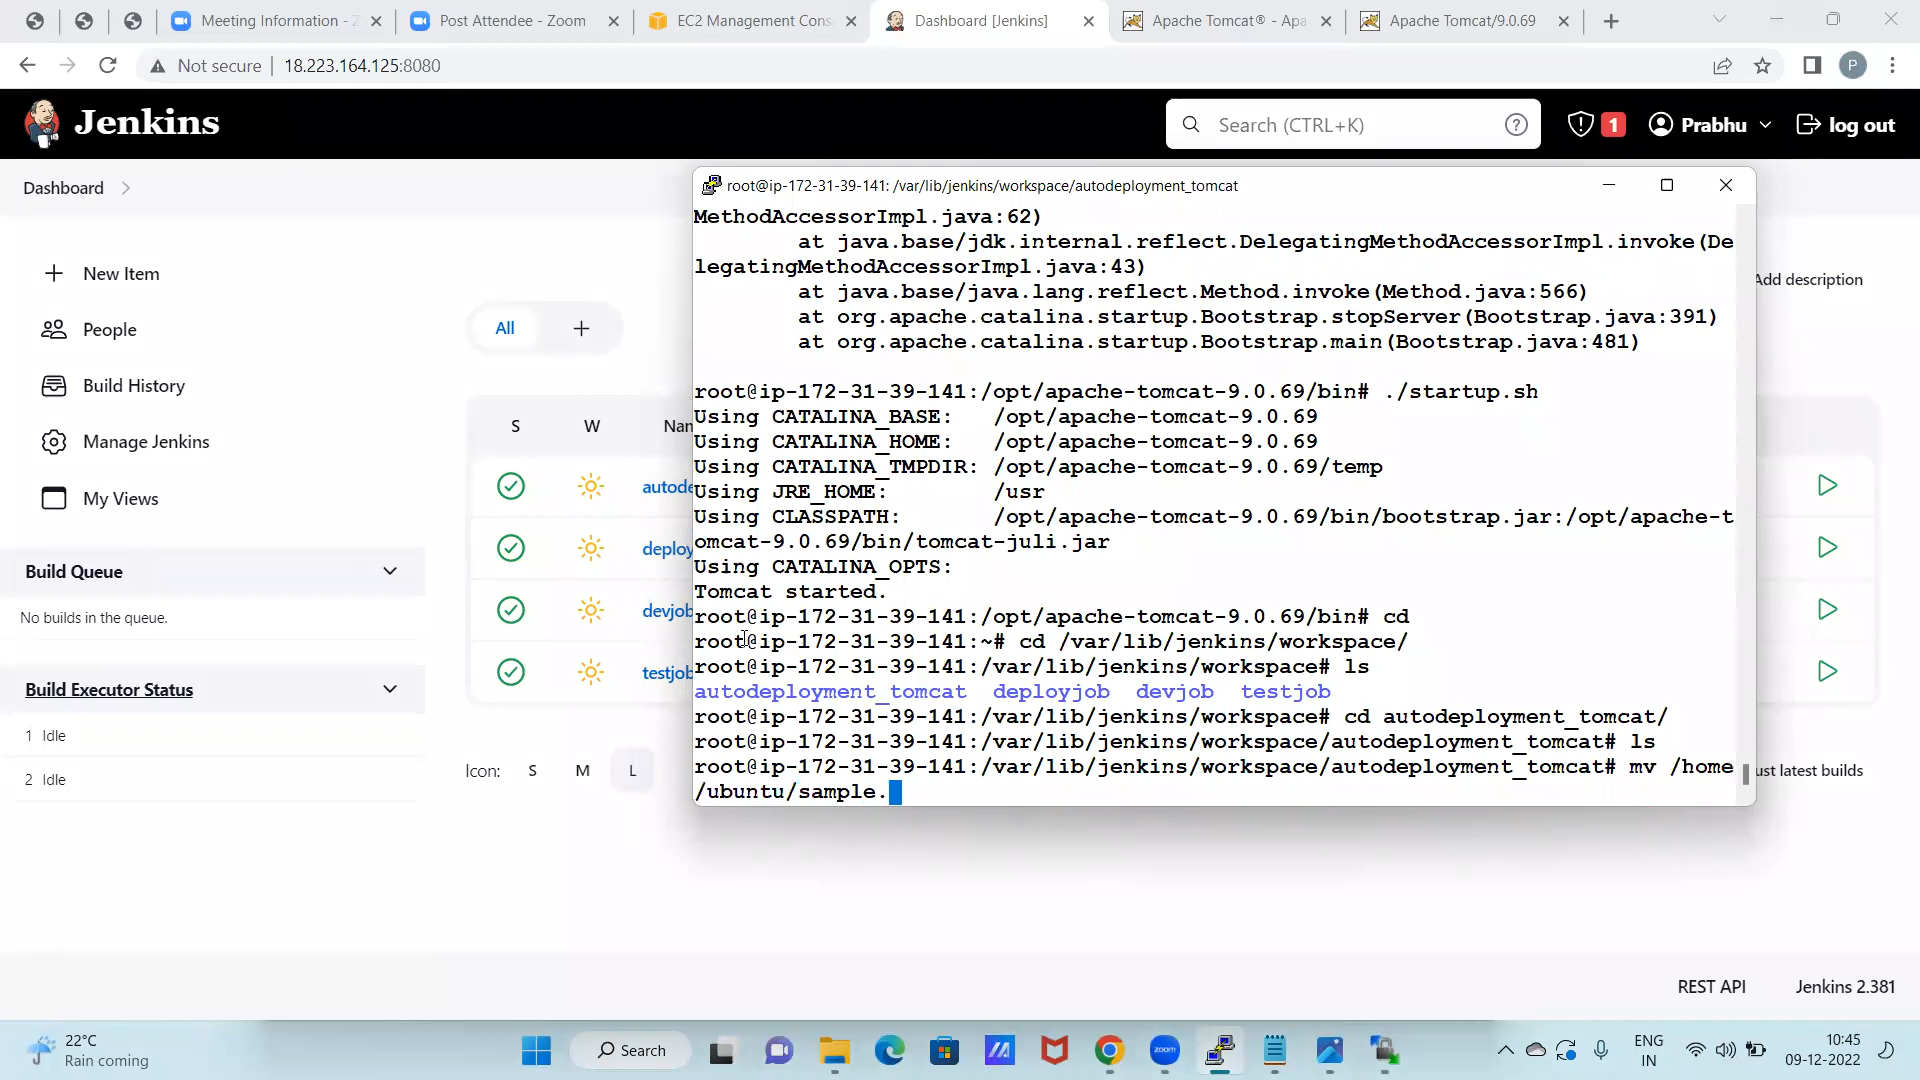 Meeting Information - Z
Post Attendee - Zoom
EC2 Management Cons
Dashboard [Jenkins]
Apache Tomcat® - Apa
Apache Tomcat/9.0.69
Not secure
18.223.164.125:8080
P
Jenkins
Search (CTRL+K)
1
Prabhu
log out
Dashboard
New Item
People
Build History
Manage Jenkins
My Views
Build Queue
No builds in the queue.
Build Executor Status
1 Idle
2 Idle
Add description
All
S W Nam
autode
deploy
devjob
testjob
Icon: S M L
ust latest builds
root@ip-172-31-39-141: /var/lib/jenkins/workspace/autodeployment_tomcat
MethodAccessorImpl.java:62)
at java.base/jdk.internal.reflect.DelegatingMethodAccessorImpl.invoke(De
legatingMethodAccessorImpl.java:43)
at java.base/java.lang.reflect.Method.invoke(Method.java:566)
at org.apache.catalina.startup.Bootstrap.stopServer(Bootstrap.java:391)
at org.apache.catalina.startup.Bootstrap.main(Bootstrap.java:481)
root@ip-172-31-39-141:/opt/apache-tomcat-9.0.69/bin# ./startup.sh
Using CATALINA_BASE: /opt/apache-tomcat-9.0.69
Using CATALINA_HOME: /opt/apache-tomcat-9.0.69
Using CATALINA_TMPDIR: /opt/apache-tomcat-9.0.69/temp
Using JRE_HOME: /usr
Using CLASSPATH: /opt/apache-tomcat-9.0.69/bin/bootstrap.jar:/opt/apache-t
omcat-9.0.69/bin/tomcat-juli.jar
Using CATALINA_OPTS:
Tomcat started.
root@ip-172-31-39-141:/opt/apache-tomcat-9.0.69/bin# cd
root@ip-172-31-39-141:~# cd /var/lib/jenkins/workspace/
root@ip-172-31-39-141:/var/lib/jenkins/workspace# ls
autodeployment_tomcat deployjob devjob testjob
root@ip-172-31-39-141:/var/lib/jenkins/workspace# cd autodeployment_tomcat/
root@ip-172-31-39-141:/var/lib/jenkins/workspace/autodeployment_tomcat# ls
root@ip-172-31-39-141:/var/lib/jenkins/workspace/autodeployment_tomcat# mv /home
/ubuntu/sample.
REST API
Jenkins 2.381
22°C
Rain coming
Search
zoom
ENG
IN
10:45
09-12-2022